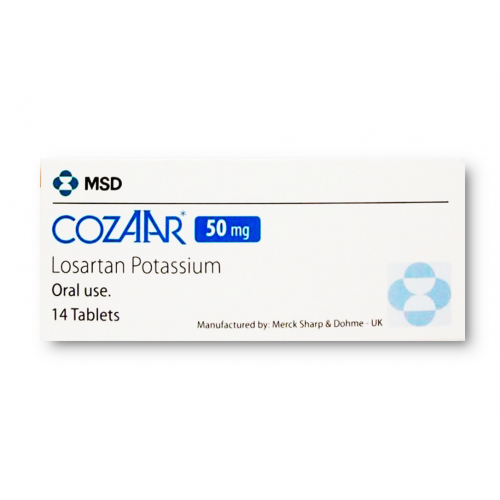 MSD
COZAAR* 50 mg
Losartan Potassium
Oral use.
14 Tablets
Manufactured by: Merck Sharp & Dohme - UK